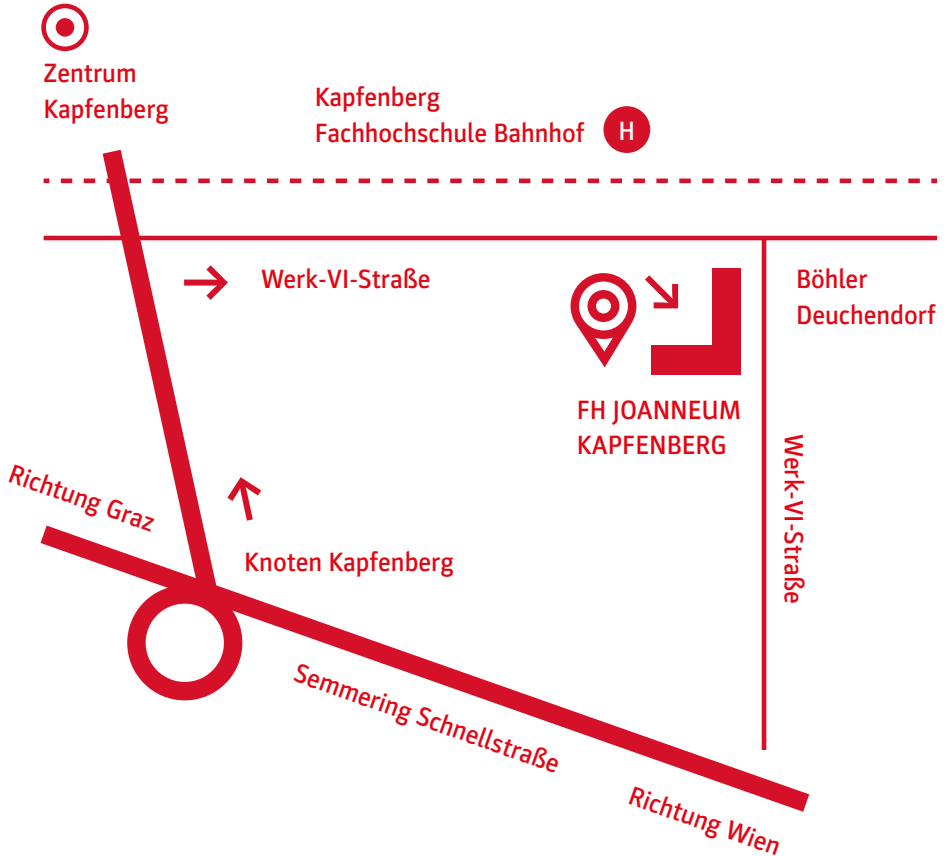 Zentrum
Kapfenberg
Kapfenberg
Fachhochschule Bahnhof H
Werk-VI-Straße
Böhler
Deuchendorf
FH JOANNEUM
KAPFENBERG
Werk-VI-Straße
Richtung Graz
Knoten Kapfenberg
Semmering Schnellstraße
Richtung Wien